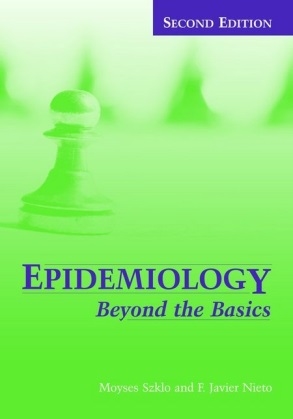 SECOND EDITION
EPIDEMIOLOGY
Beyond the Basics
Moyses Szklo and F. Javier Nieto